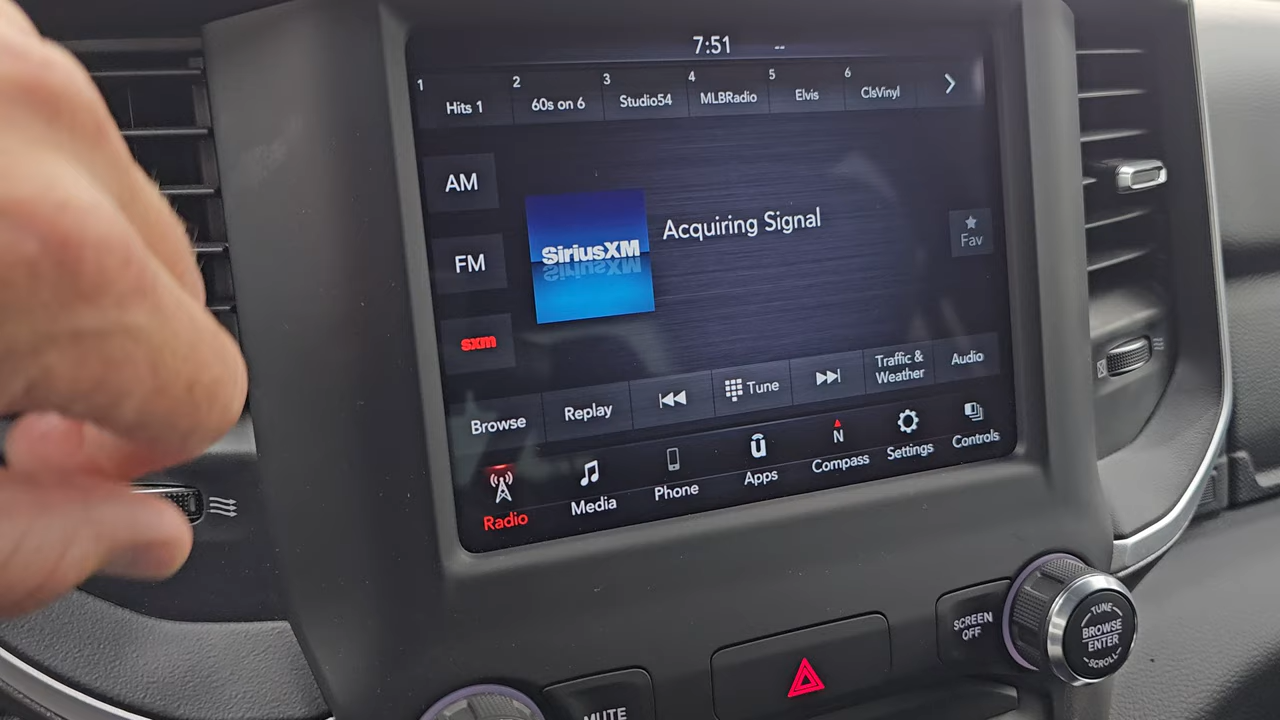 7:51 --
1 Hits 1
2 60s on 6
3 Studio54
4 MLBRadio
5 Elvis
6 ClsVinyl
AM
FM
sxm
SiriusXM
Acquiring Signal
Fav
Browse
Replay
Tune
Traffic &
Weather
Audio
Radio
Media
Phone
Apps
N
Compass
Settings
Controls
MUTE
SCREEN
OFF
TUNE
BROWSE
ENTER
SCROLL